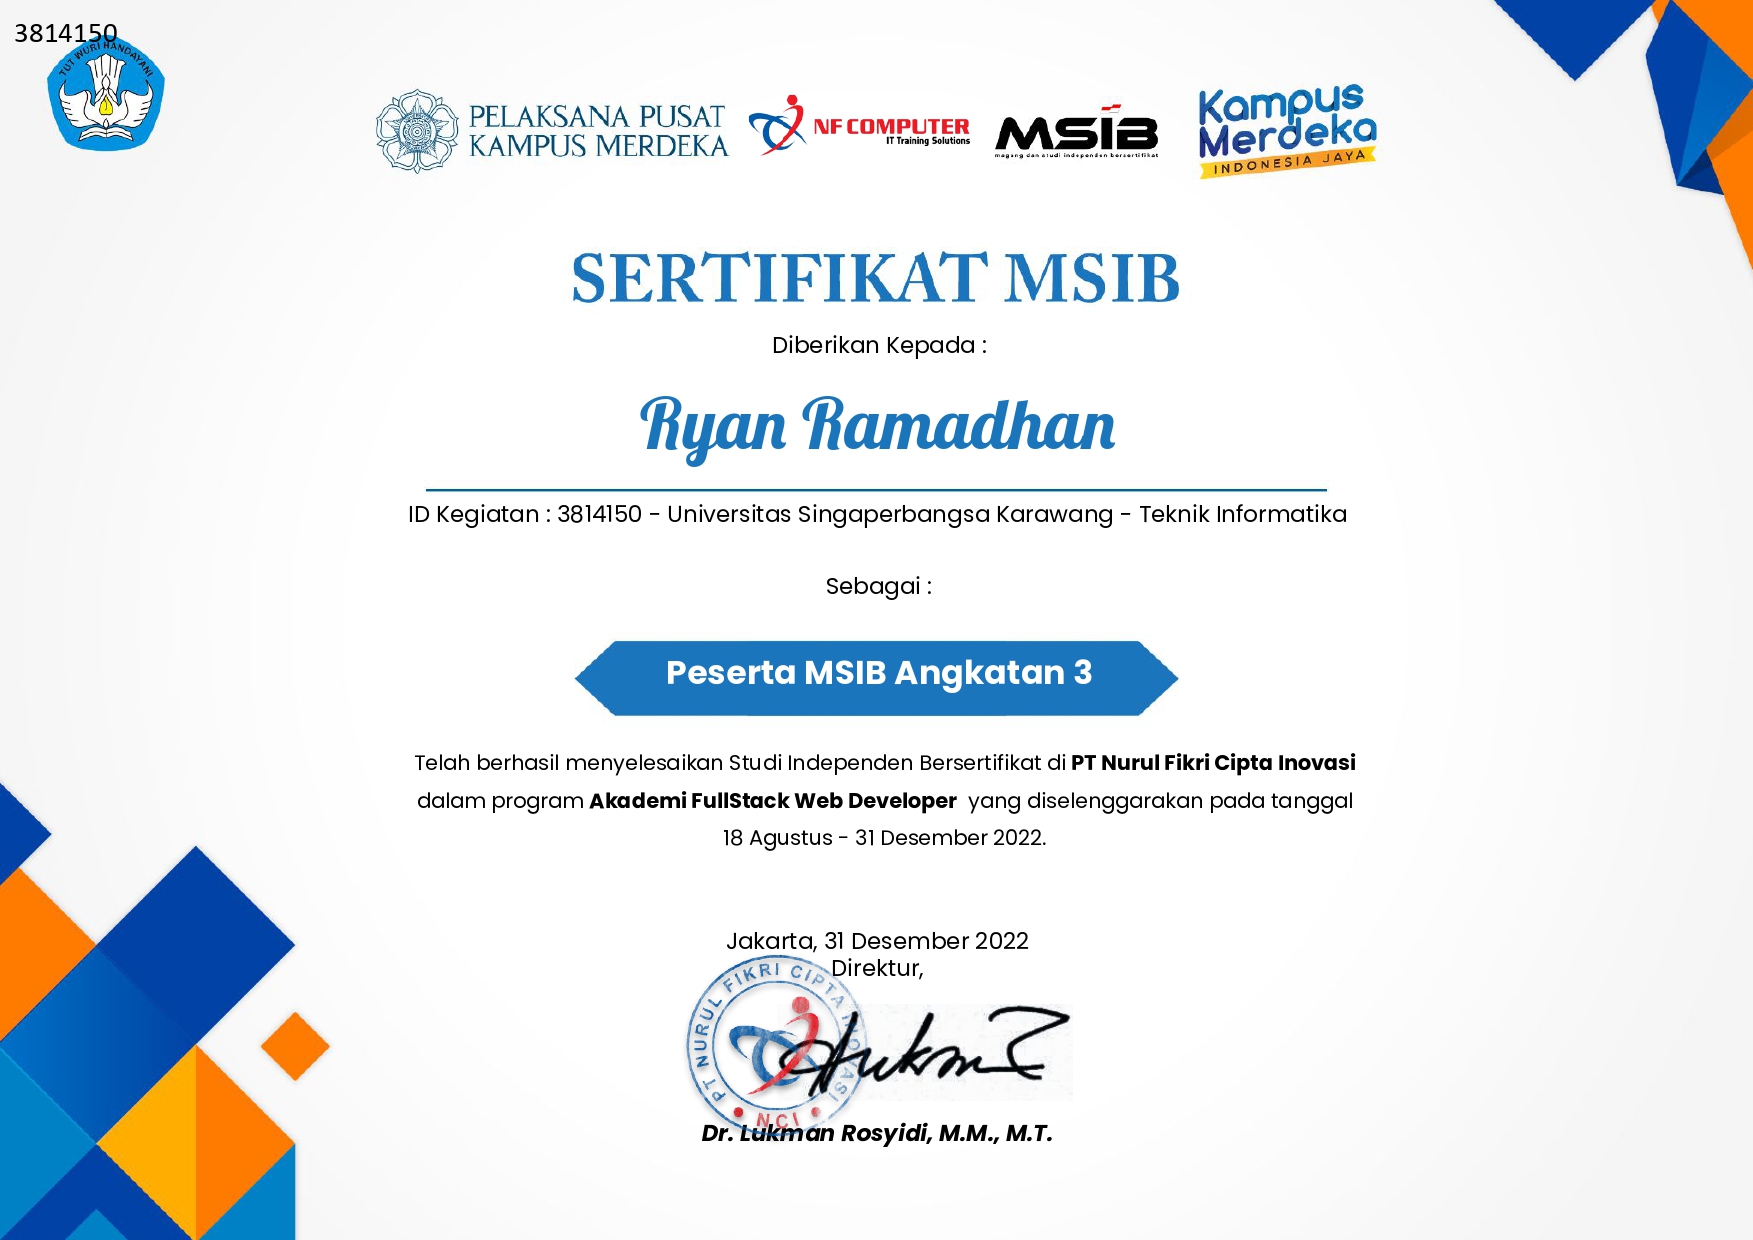 3814150
TUT WURI HANDAYANI
PELAKSANA PUSAT
KAMPUS MERDEKA
NF COMPUTER
IT Training Solutions
MSIB
magang dan studi independen bersertifikat
Kampus
Merdeka
INDONESIA JAYA
SERTIFIKAT MSIB
Diberikan Kepada :
Ryan Ramadhan
ID Kegiatan : 3814150 - Universitas Singaperbangsa Karawang - Teknik Informatika
Sebagai :
Peserta MSIB Angkatan 3
Telah berhasil menyelesaikan Studi Independen Bersertifikat di PT Nurul Fikri Cipta Inovasi
dalam program Akademi FullStack Web Developer yang diselenggarakan pada tanggal
18 Agustus - 31 Desember 2022.
Jakarta, 31 Desember 2022
Direktur,
PT NURUL FIKRI CIPTA INOVASI
NCI
Dr. Lukman Rosyidi, M.M., M.T.